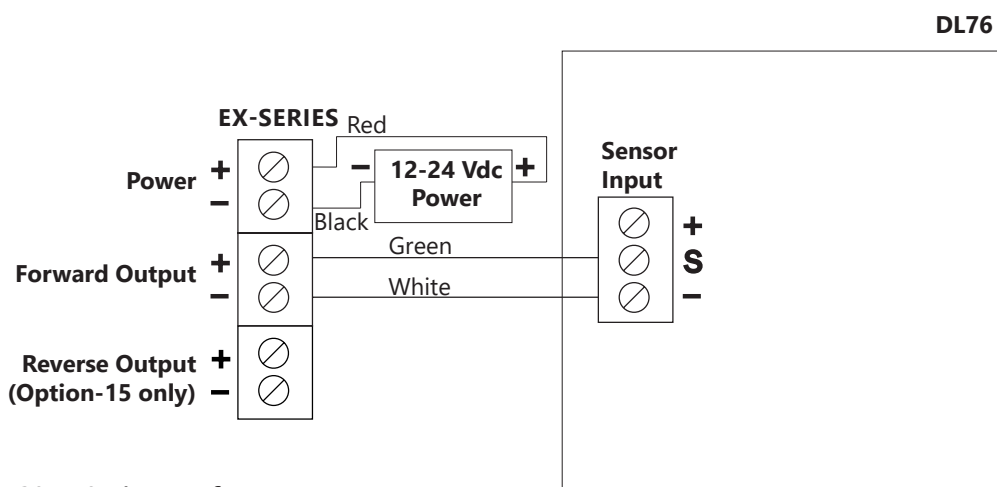 DL76
EX-SERIES
Red
Power + −
− 12-24 Vdc Power +
Black
Sensor
Input
+
S
−
Forward Output + −
Green
White
Reverse Output
(Option-15 only) + −